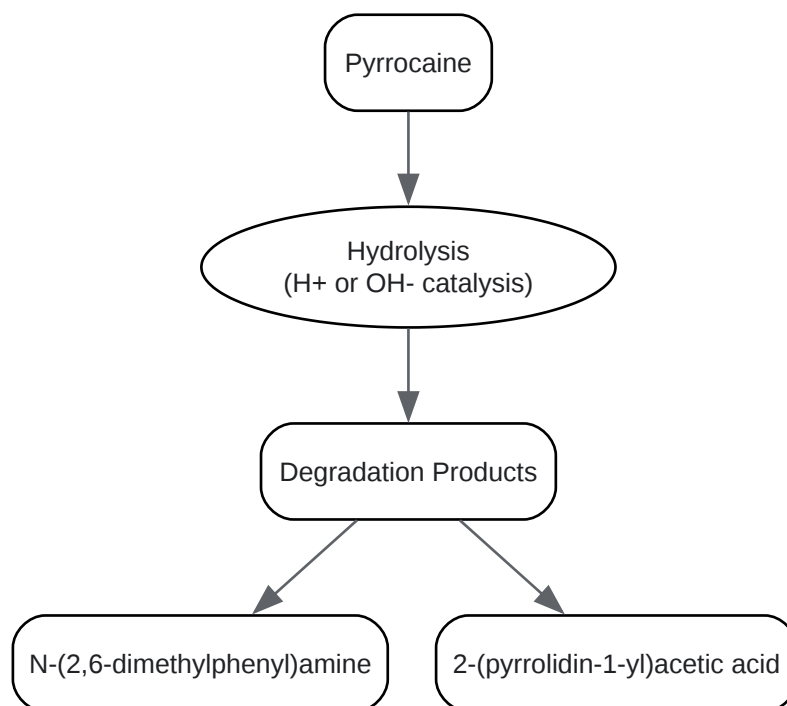 Pyrrocaine
Hydrolysis
(H+ or OH- catalysis)
Degradation Products
N-(2,6-dimethylphenyl)amine
2-(pyrrolidin-1-yl)acetic acid